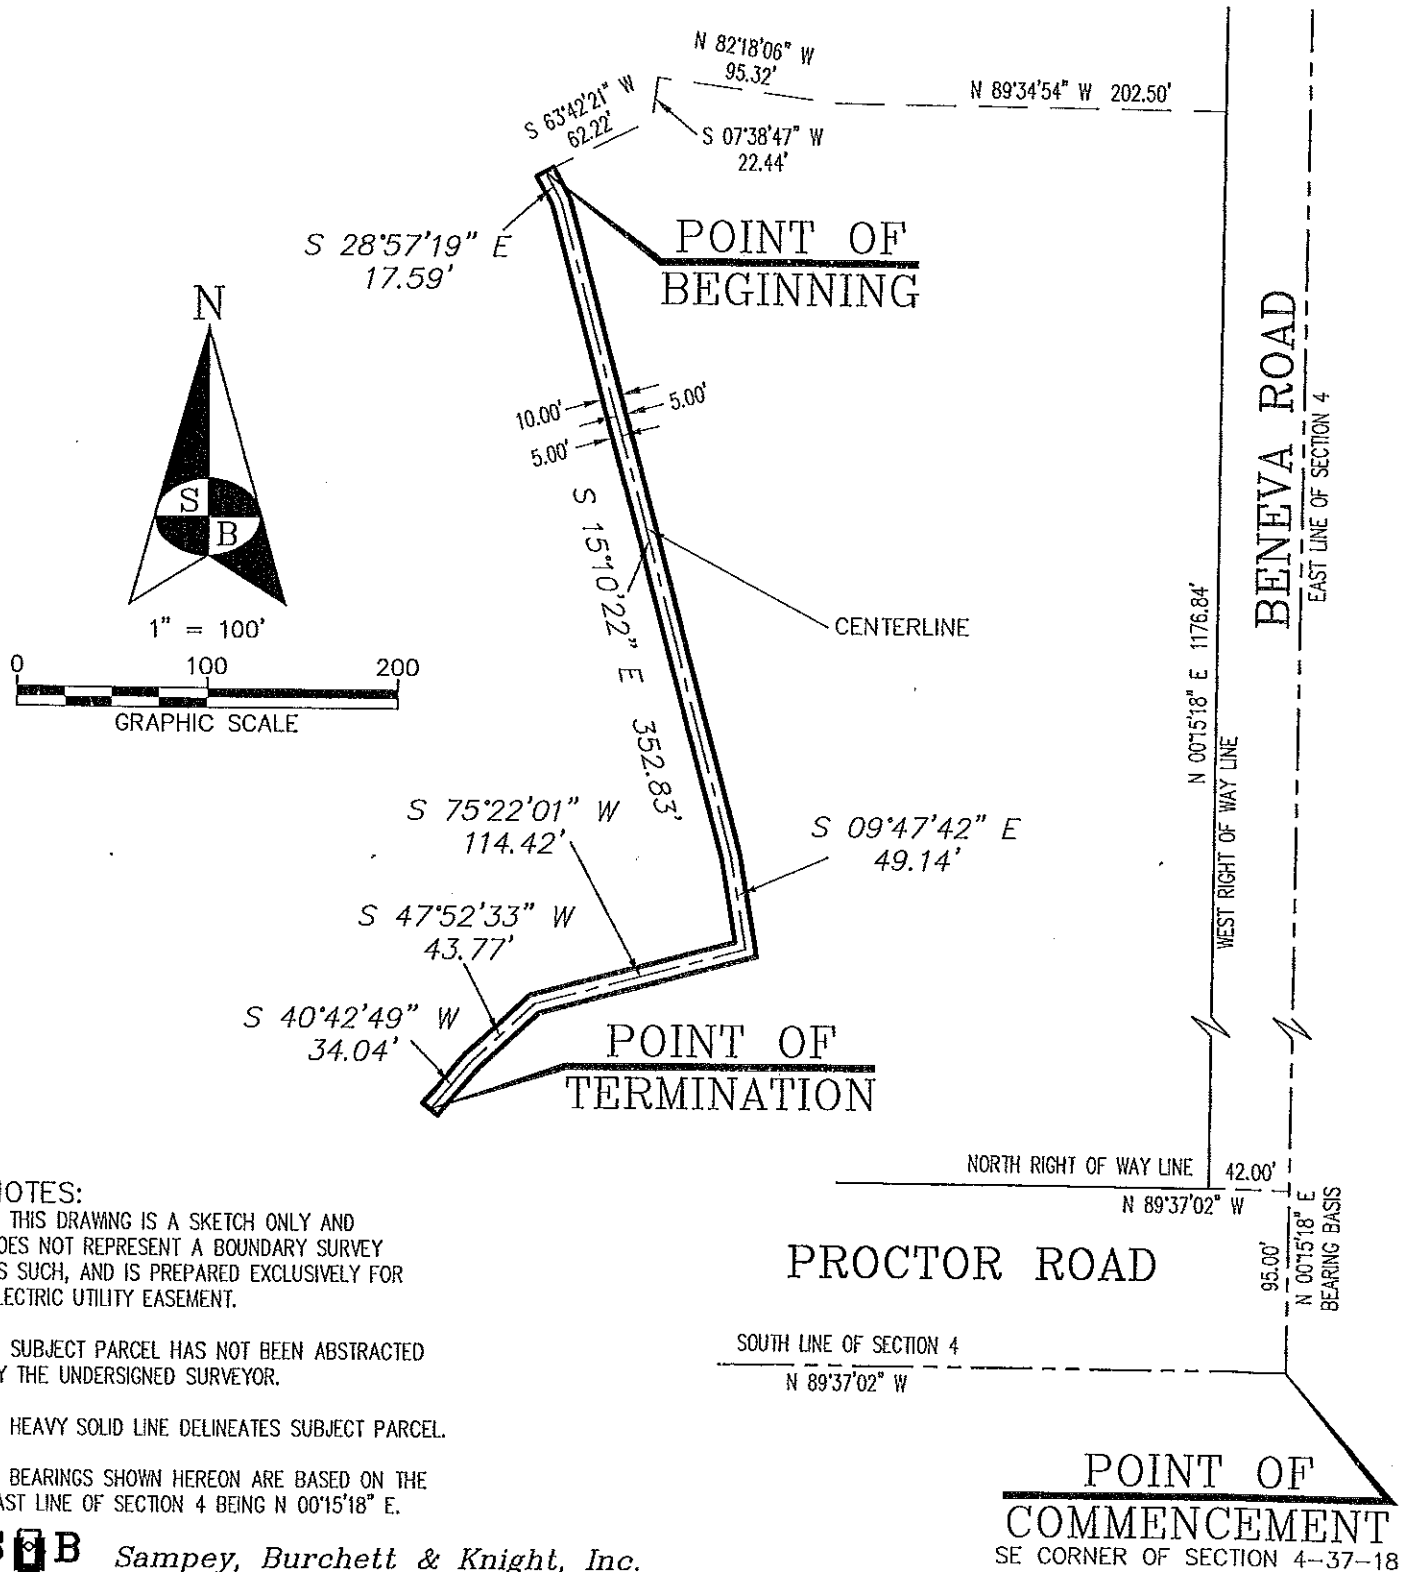 N 82°18'06" W
95.32'
N 89°34'54" W 202.50'
S 63°42'21" W
62.22'
S 07°38'47" W
22.44'
S 28°57'19" E
17.59'
POINT OF
BEGINNING
N
S
B
1" = 100'
0 100 200
GRAPHIC SCALE
10.00'
5.00'
5.00'
S 15°10'22" E 352.83'
CENTERLINE
BENEVA ROAD
EAST LINE OF SECTION 4
N 00°15'18" E 1176.84'
WEST RIGHT OF WAY LINE
S 75°22'01" W
114.42'
S 09°47'42" E
49.14'
S 47°52'33" W
43.77'
S 40°42'49" W
34.04'
POINT OF
TERMINATION
NORTH RIGHT OF WAY LINE 42.00'
N 89°37'02" W
PROCTOR ROAD
95.00'
N 00°15'18" E
BEARING BASIS
SOUTH LINE OF SECTION 4
N 89°37'02" W
POINT OF
COMMENCEMENT
SE CORNER OF SECTION 4-37-18
OTES:
THIS DRAWING IS A SKETCH ONLY AND
OES NOT REPRESENT A BOUNDARY SURVEY
S SUCH, AND IS PREPARED EXCLUSIVELY FOR
LECTRIC UTILITY EASEMENT.
SUBJECT PARCEL HAS NOT BEEN ABSTRACTED
Y THE UNDERSIGNED SURVEYOR.
HEAVY SOLID LINE DELINEATES SUBJECT PARCEL.
BEARINGS SHOWN HEREON ARE BASED ON THE
AST LINE OF SECTION 4 BEING N 00°15'18" E.
S B Sampey, Burchett & Knight, Inc.